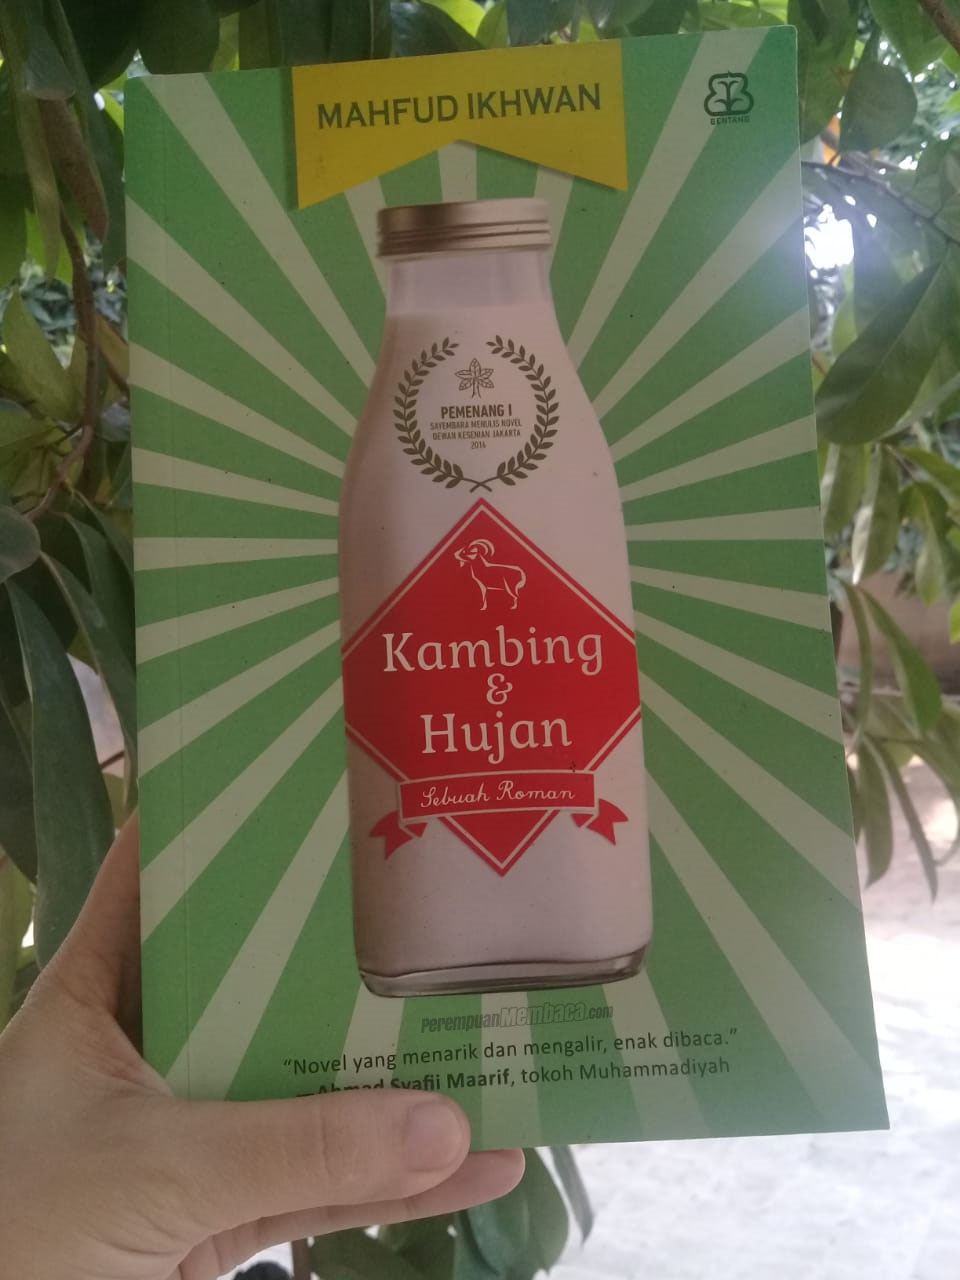 MAHFUD IKHWAN
BENTANG
PEMENANG I
SAYEMBARA MENULIS NOVEL
DEWAN KESENIAN JAKARTA
2014
Kambing
&
Hujan
Sebuah Roman
PerempuanMembaca.com
“Novel yang menarik dan mengalir, enak dibaca.”
—Ahmad Syafii Maarif, tokoh Muhammadiyah